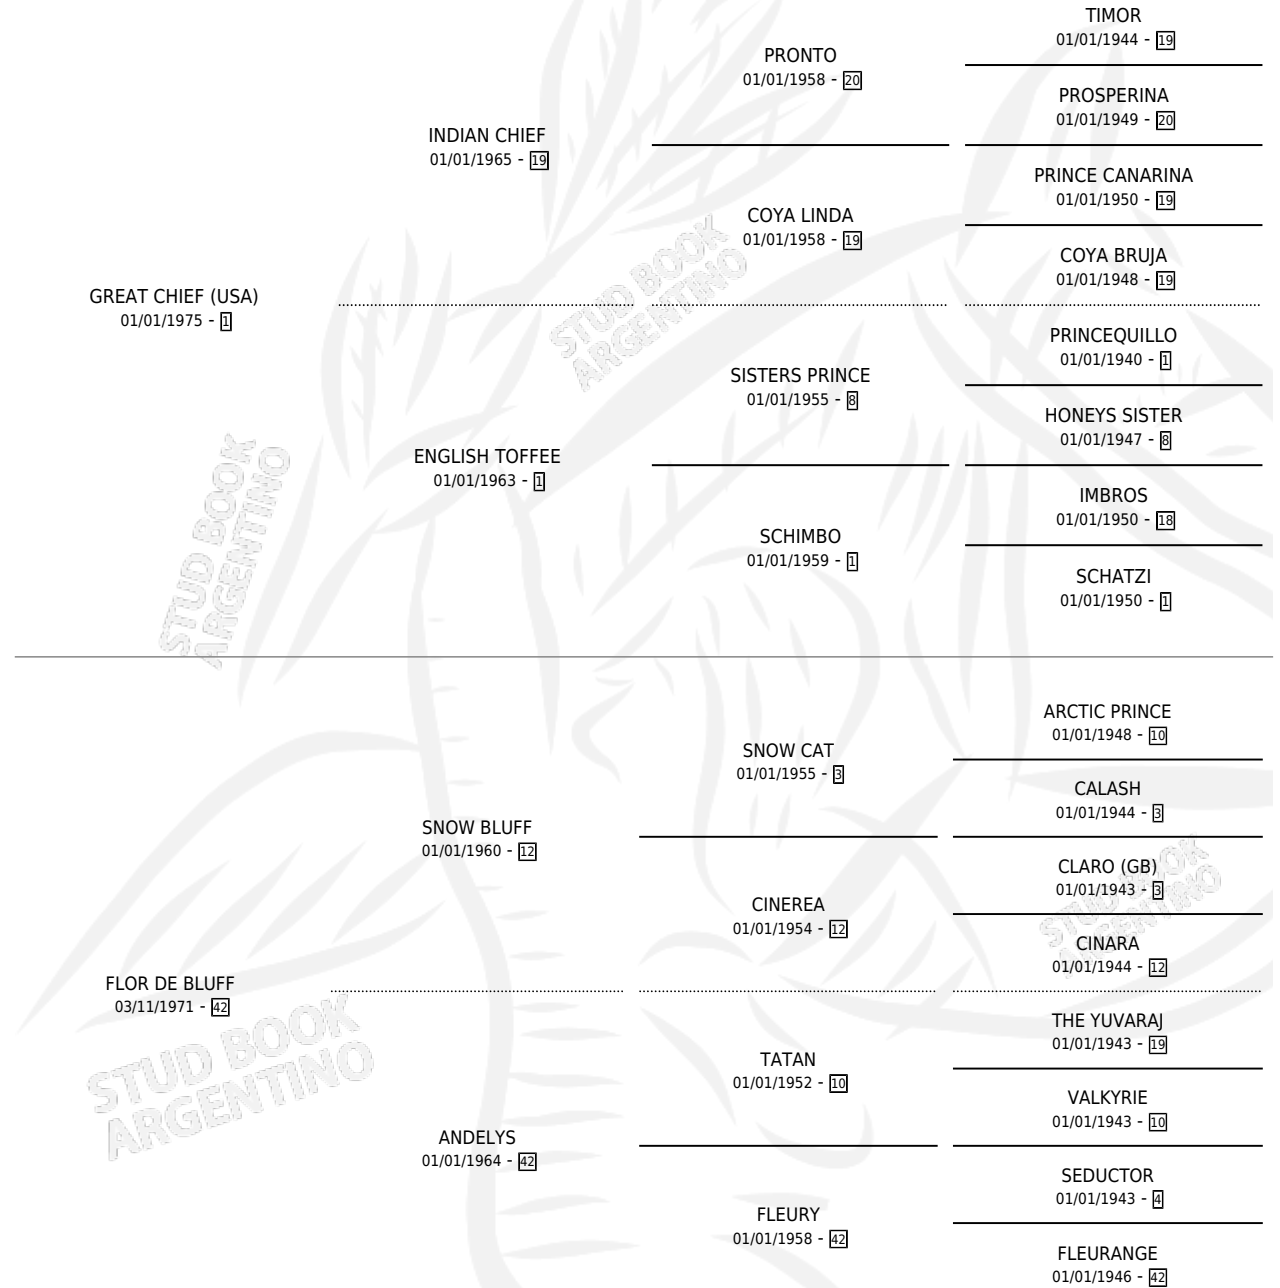 TIMOR
01/01/1944 - 19
PRONTO
01/01/1958 - 20
PROSPERINA
01/01/1949 - 20
INDIAN CHIEF
01/01/1965 - 19
PRINCE CANARINA
01/01/1950 - 19
COYA LINDA
01/01/1958 - 19
COYA BRUJA
01/01/1948 - 19
GREAT CHIEF (USA)
01/01/1975 - 1
PRINCEQUILLO
01/01/1940 - 1
SISTERS PRINCE
01/01/1955 - 8
HONEYS SISTER
01/01/1947 - 8
ENGLISH TOFFEE
01/01/1963 - 1
IMBROS
01/01/1950 - 18
SCHIMBO
01/01/1959 - 1
SCHATZI
01/01/1950 - 1
ARCTIC PRINCE
01/01/1948 - 10
SNOW CAT
01/01/1955 - 3
CALASH
01/01/1944 - 3
SNOW BLUFF
01/01/1960 - 12
CLARO (GB)
01/01/1943 - 3
CINEREA
01/01/1954 - 12
CINARA
01/01/1944 - 12
FLOR DE BLUFF
03/11/1971 - 42
THE YUVARAJ
01/01/1943 - 19
TATAN
01/01/1952 - 10
VALKYRIE
01/01/1943 - 10
ANDELYS
01/01/1964 - 42
SEDUCTOR
01/01/1943 - 4
FLEURY
01/01/1958 - 42
FLEURANGE
01/01/1946 - 42
STUD BOOK
ARGENTINO
STUD BOOK
ARGENTINO
STUD BOOK
ARGENTINO
STUD BOOK
ARGENTINO